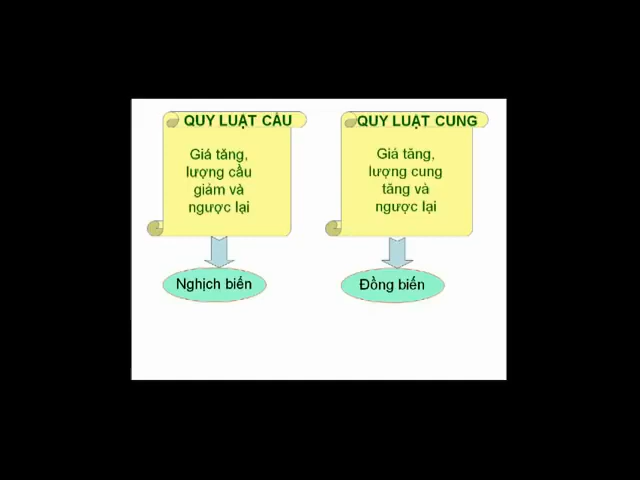 QUY LUẬT CẦU
Giá tăng,
lượng cầu
giảm và
ngược lại
Nghịch biến
QUY LUẬT CUNG
Giá tăng,
lượng cung
tăng và
ngược lại
Đồng biến